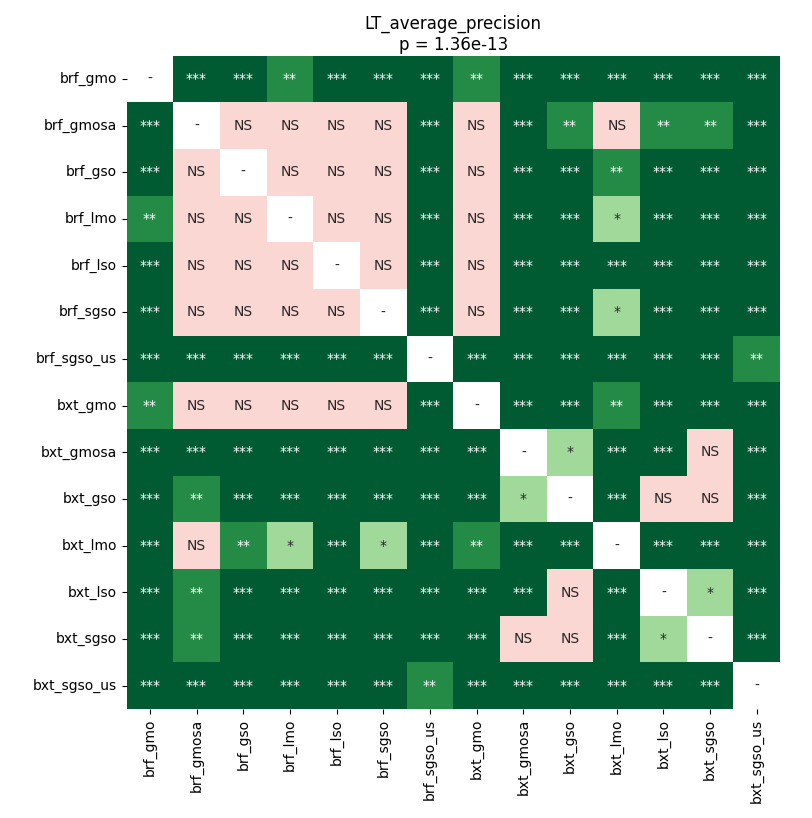 LT_average_precision
p = 1.36e-13
brf_gmo - *** *** ** *** *** *** ** *** *** *** *** *** ***
brf_gmosa *** - NS NS NS NS *** NS *** ** NS ** ** ***
brf_gso *** NS - NS NS NS *** NS *** *** ** *** *** ***
brf_lmo ** NS NS - NS NS *** NS *** *** * *** *** ***
brf_lso *** NS NS NS - NS *** NS *** *** *** *** *** ***
brf_sgso *** NS NS NS NS - *** NS *** *** * *** *** ***
brf_sgso_us *** *** *** *** *** *** - *** *** *** *** *** *** **
bxt_gmo ** NS NS NS NS NS *** - *** *** ** *** *** ***
bxt_gmosa *** *** *** *** *** *** *** *** - * *** *** NS ***
bxt_gso *** ** *** *** *** *** *** *** * - *** NS NS ***
bxt_lmo *** NS ** * *** * *** ** *** *** - *** *** ***
bxt_lso *** ** *** *** *** *** *** *** *** NS *** - * ***
bxt_sgso *** ** *** *** *** *** *** *** NS NS *** * - ***
bxt_sgso_us *** *** *** *** *** *** ** *** *** *** *** *** *** -
brf_gmo
brf_gmosa
brf_gso
brf_lmo
brf_lso
brf_sgso
brf_sgso_us
bxt_gmo
bxt_gmosa
bxt_gso
bxt_lmo
bxt_lso
bxt_sgso
bxt_sgso_us